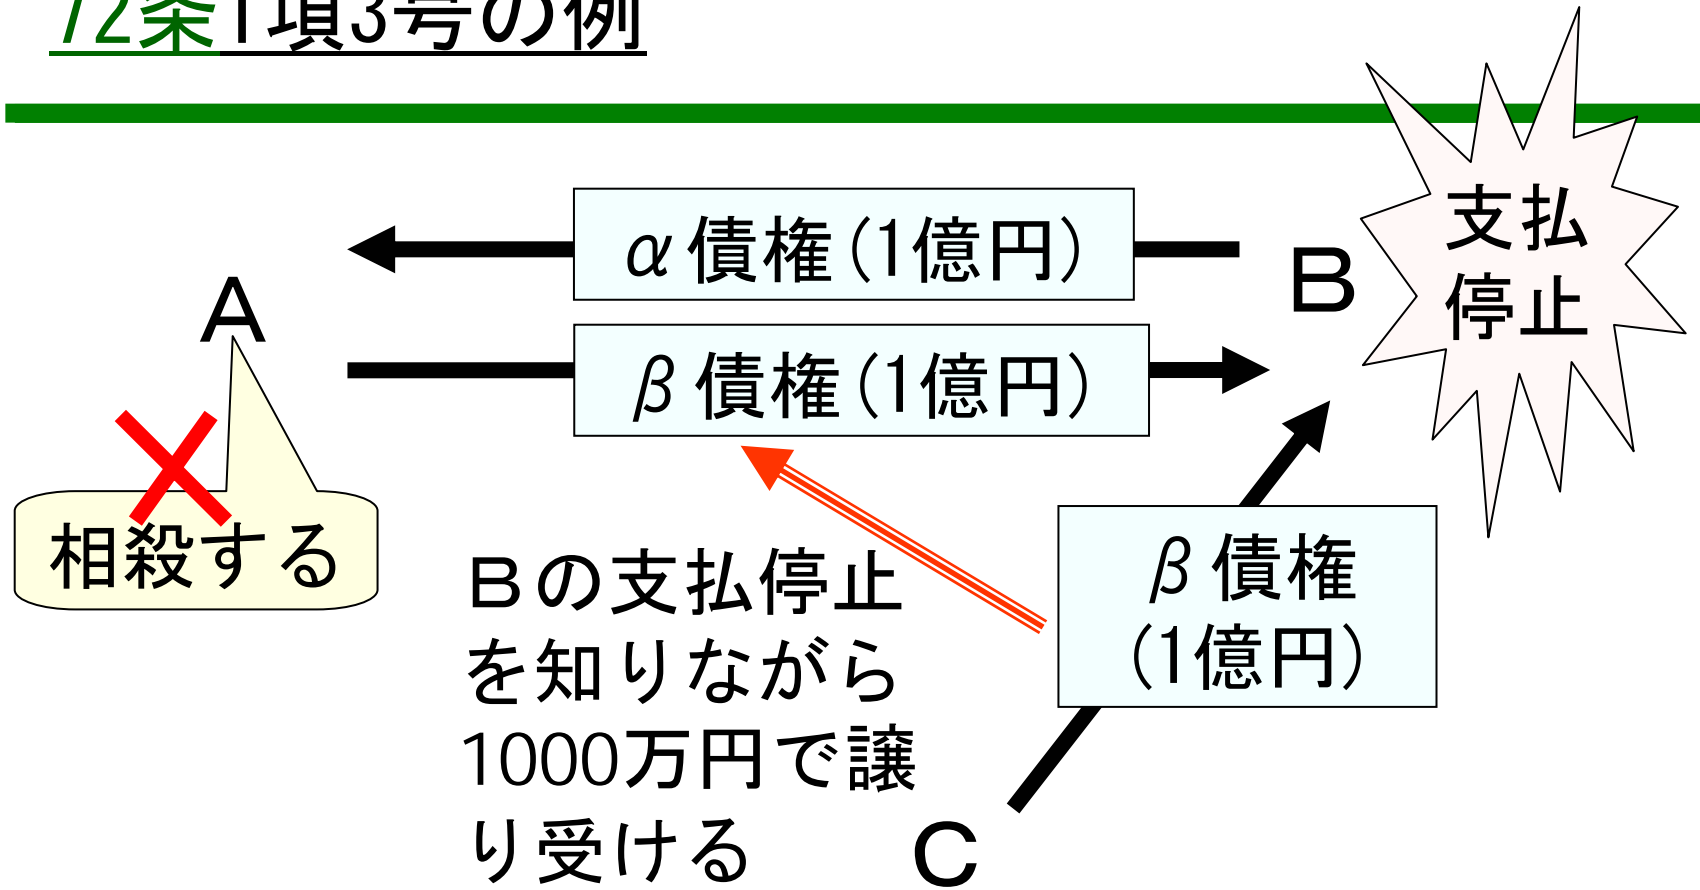 72条1項3号の例
α債権(1億円)
A
B
支払
停止
β債権(1億円)
相殺する
Bの支払停止
を知りながら
1000万円で譲
り受ける
β債権
(1億円)
C